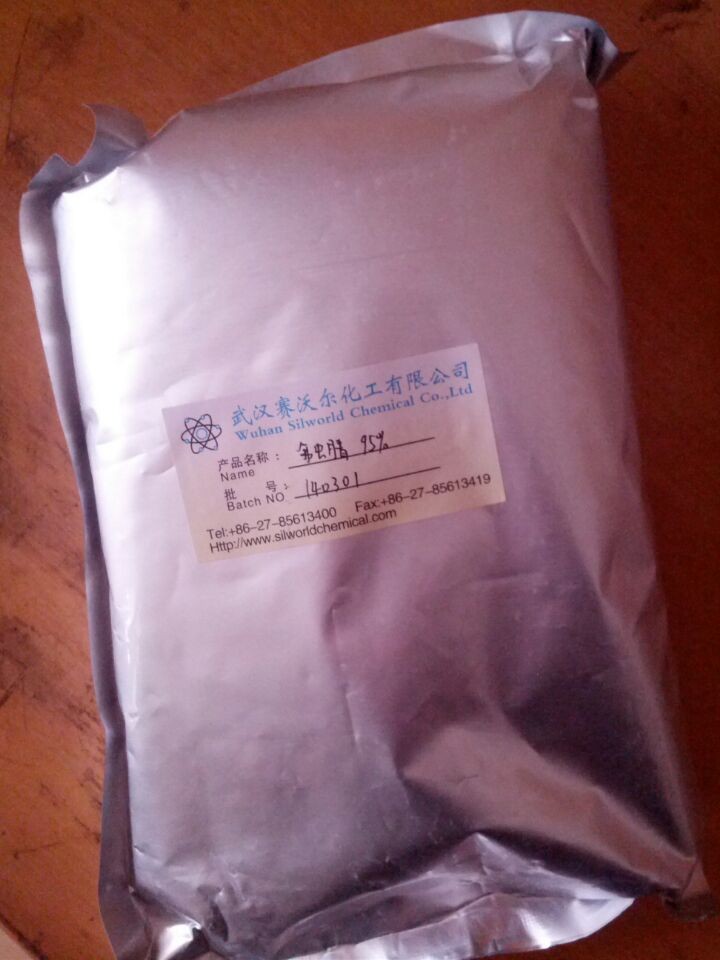 武汉赛沃尔化工有限公司
Wuhan Silworld Chemical Co.,Ltd
产品名称： 氟虫腈 95%
Name
批 号： 140301
Batch NO
Tel:+86-27-85613400 Fax:+86-27-85613419
Http://www.silworldchemical.com